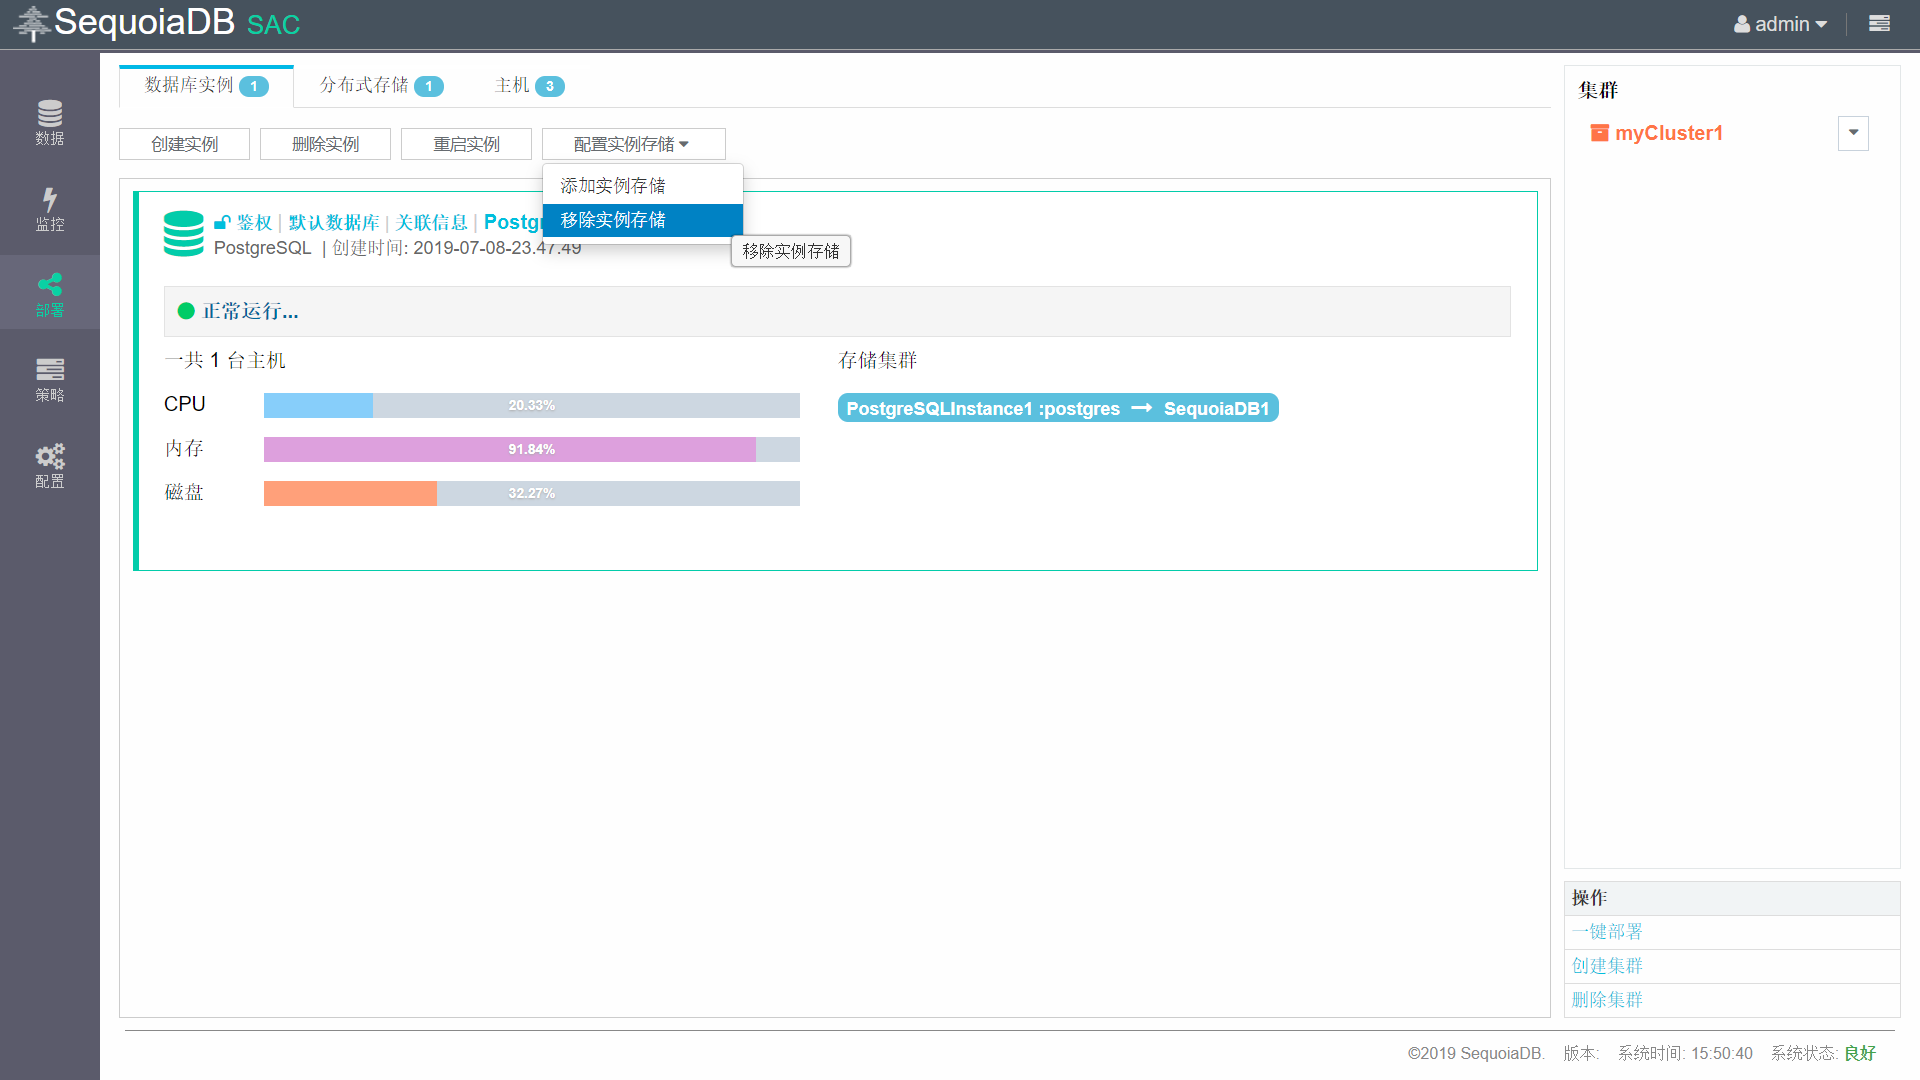 SequoiaDB SAC
admin
数据库实例 1
分布式存储 1
主机 3
创建实例
删除实例
重启实例
配置实例存储
添加实例存储
移除实例存储
移除实例存储
鉴权 | 默认数据库 | 关联信息 |
PostgreSQL | 创建时间: 2019-07-08-23.47.49
正常运行...
一共 1 台主机
CPU 20.33%
内存 91.84%
磁盘 32.27%
存储集群
PostgreSQLInstance1 :postgres → SequoiaDB1
数据
监控
部署
策略
配置
集群
myCluster1
操作
一键部署
创建集群
删除集群
©2019 SequoiaDB. 版本: 系统时间: 15:50:40 系统状态: 良好